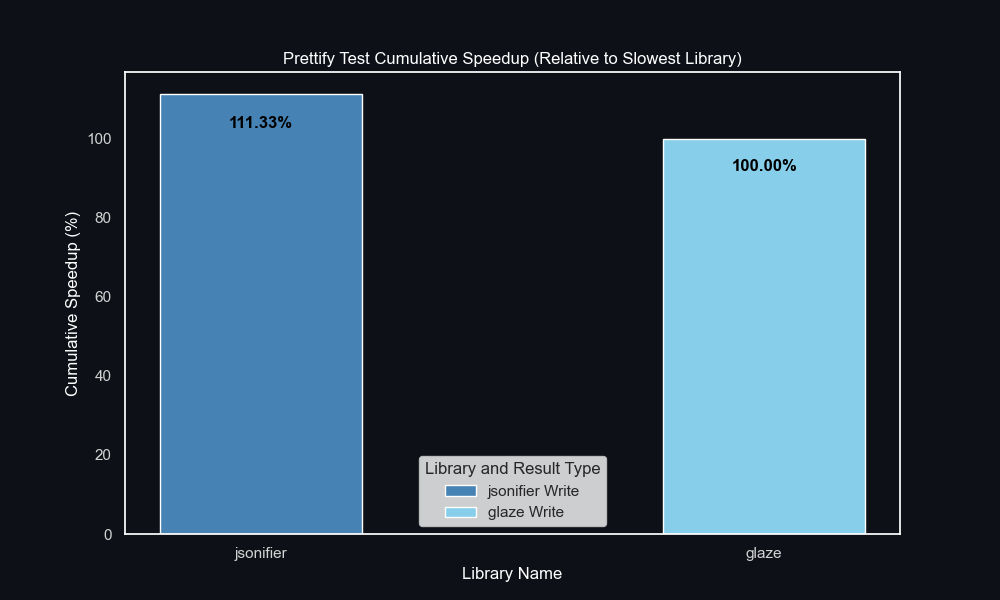 Prettify Test Cumulative Speedup (Relative to Slowest Library)
Cumulative Speedup (%)
100
80
60
40
20
0
111.33%
100.00%
Library and Result Type
jsonifier Write
glaze Write
jsonifier
glaze
Library Name